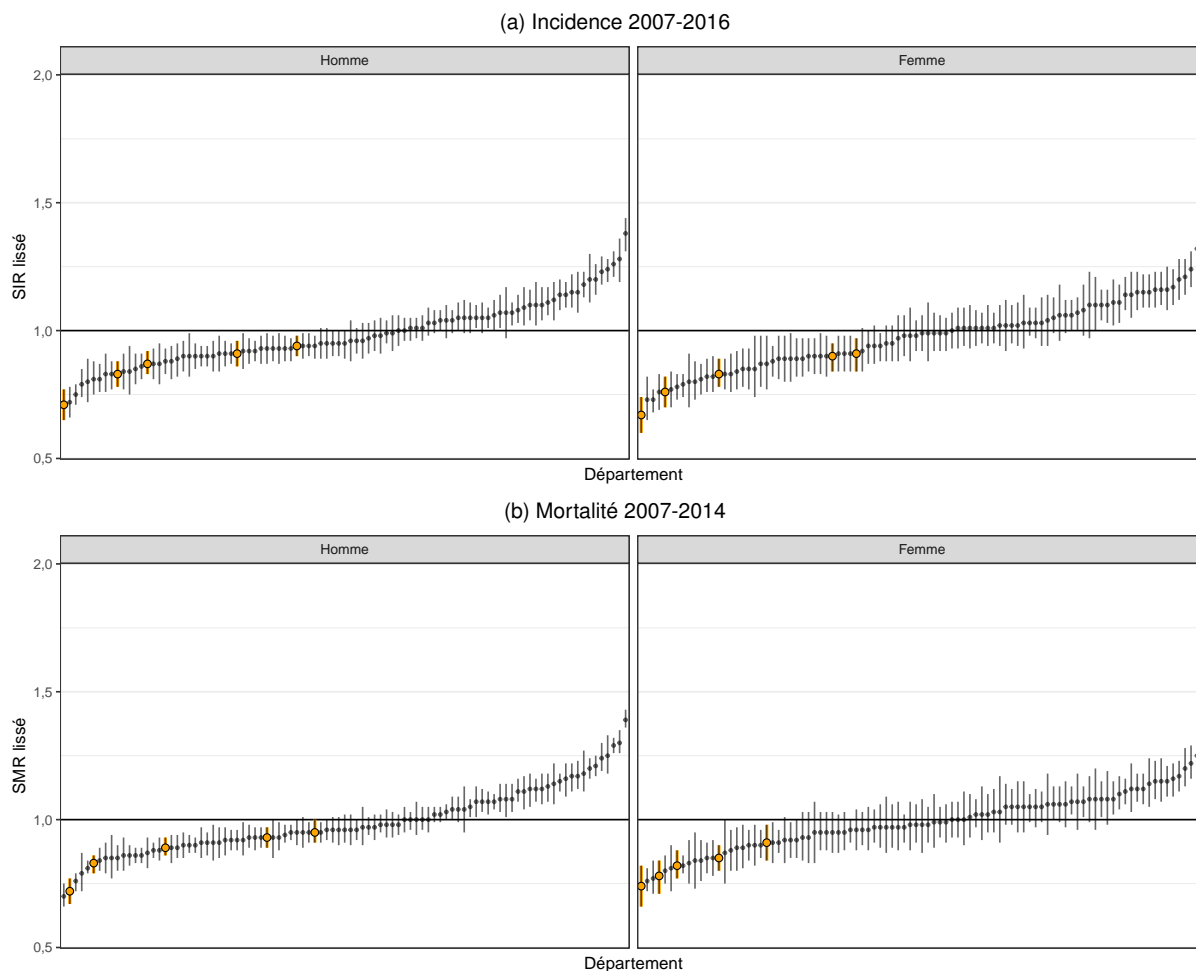 (a) Incidence 2007-2016
Homme
Femme
2,0
1,5
1,0
0,5
SIR lissé
Département
(b) Mortalité 2007-2014
Homme
Femme
2,0
1,5
1,0
0,5
SMR lissé
Département